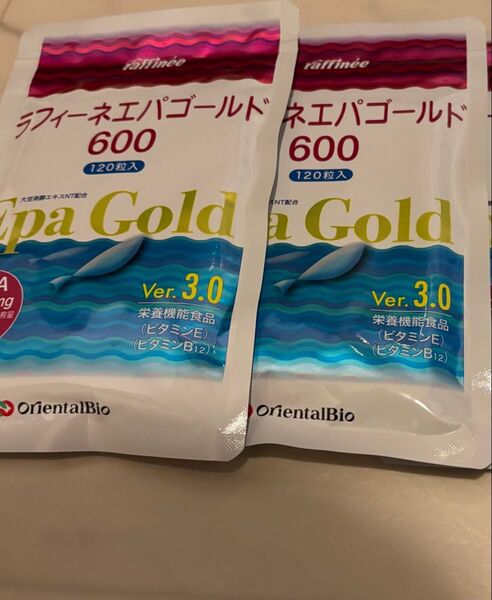 raffinée
ラフィーネエパゴールド
600
120粒入
大豆発酵エキスNT配合
Epa Gold
Ver. 3.0
栄養機能食品
(ビタミンE)
(ビタミンB12)
OrientalBio
raffinée
ネエパゴールド
600
120粒入
NT配合
Gold
Ver. 3.0
栄養機能食品
(ビタミンE)
(ビタミンB12)
OrientalBio